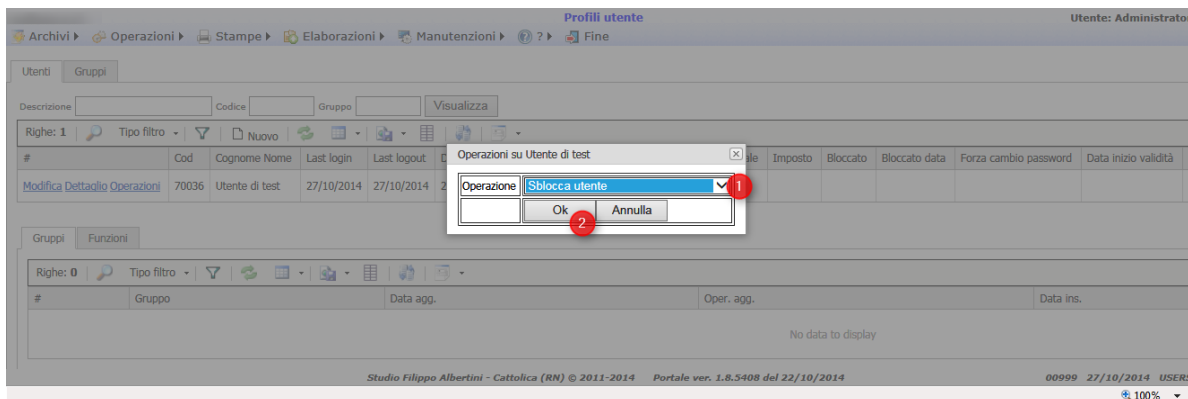 Profili utente Utente: Administrator
Archivi Operazioni Stampe Elaborazioni Manutenzioni ? Fine
Utenti Gruppi
Descrizione Codice Gruppo Visualizza
Righe: 1 Tipo filtro Nuovo
Operazioni su Utente di test
# Cod Cognome Nome Last login Last logout Imposto Bloccato Bloccato data Forza cambio password Data inizio validità
Modifica Dettaglio Operazioni 70036 Utente di test 27/10/2014 27/10/2014 2
Operazione Sblocca utente 1
Ok Annulla
2
Gruppi Funzioni
Righe: 0 Tipo filtro
# Gruppo Data agg. Oper. agg. Data ins.
No data to display
Studio Filippo Albertini - Cattolica (RN) © 2011-2014 Portale ver. 1.8.5408 del 22/10/2014 00999 27/10/2014 USERS
100%